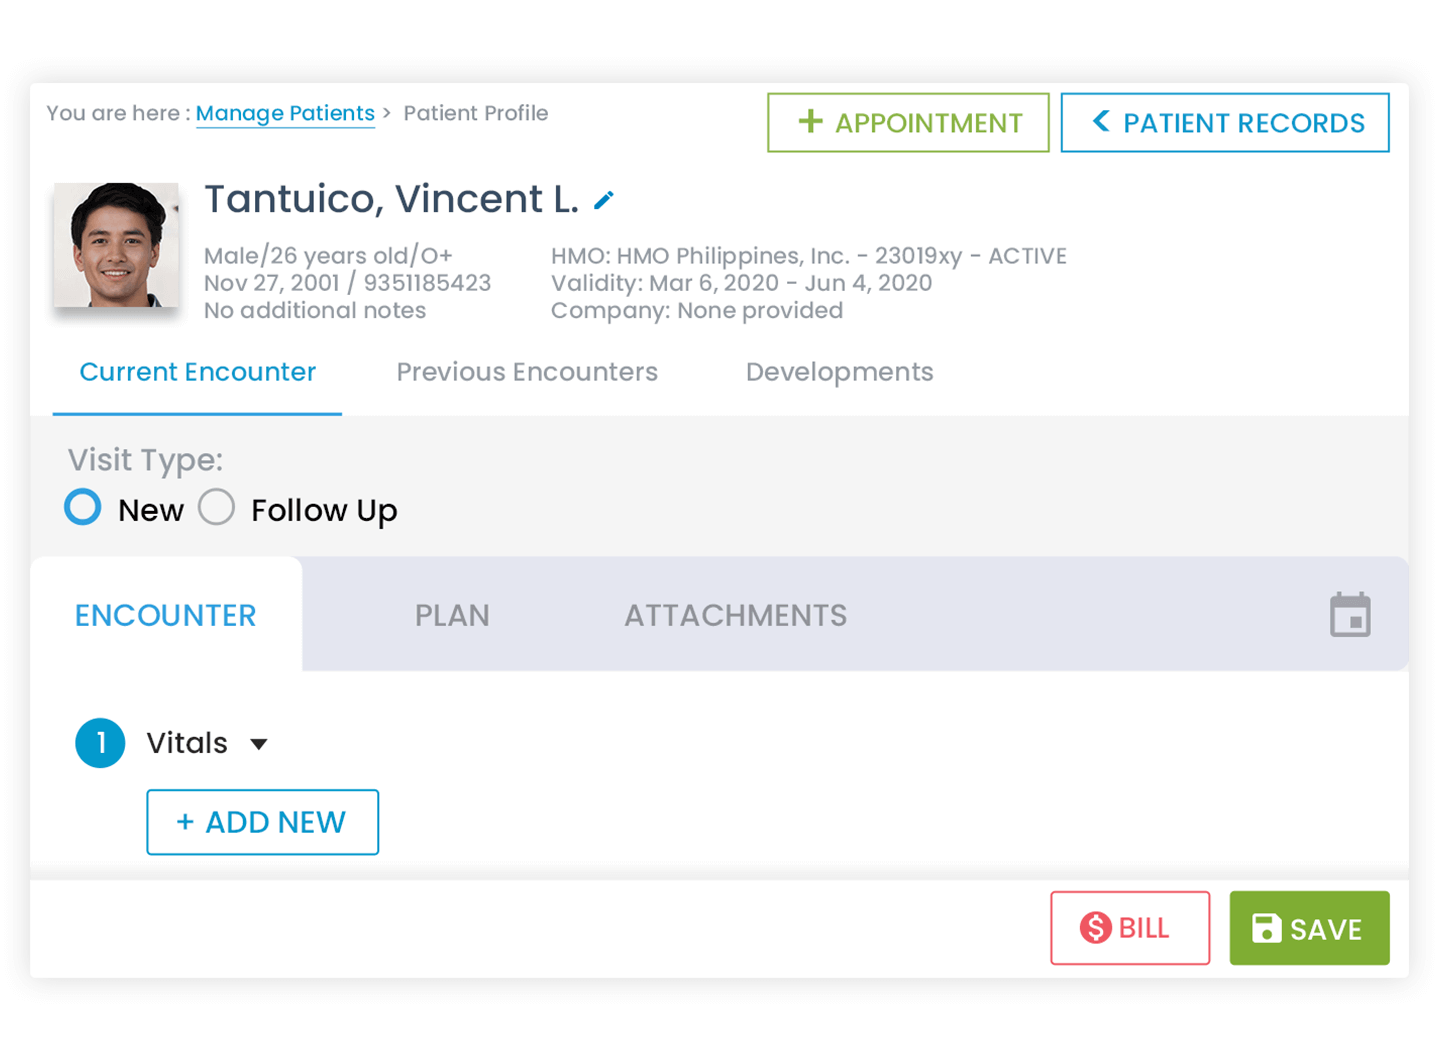 You are here : Manage Patients > Patient Profile
+ APPOINTMENT
< PATIENT RECORDS
Tantuico, Vincent L.
Male/26 years old/O+
Nov 27, 2001 / 9351185423
No additional notes
HMO: HMO Philippines, Inc. - 23019xy - ACTIVE
Validity: Mar 6, 2020 - Jun 4, 2020
Company: None provided
Current Encounter
Previous Encounters
Developments
Visit Type:
New
Follow Up
ENCOUNTER
PLAN
ATTACHMENTS
1 Vitals
+ ADD NEW
$ BILL
SAVE